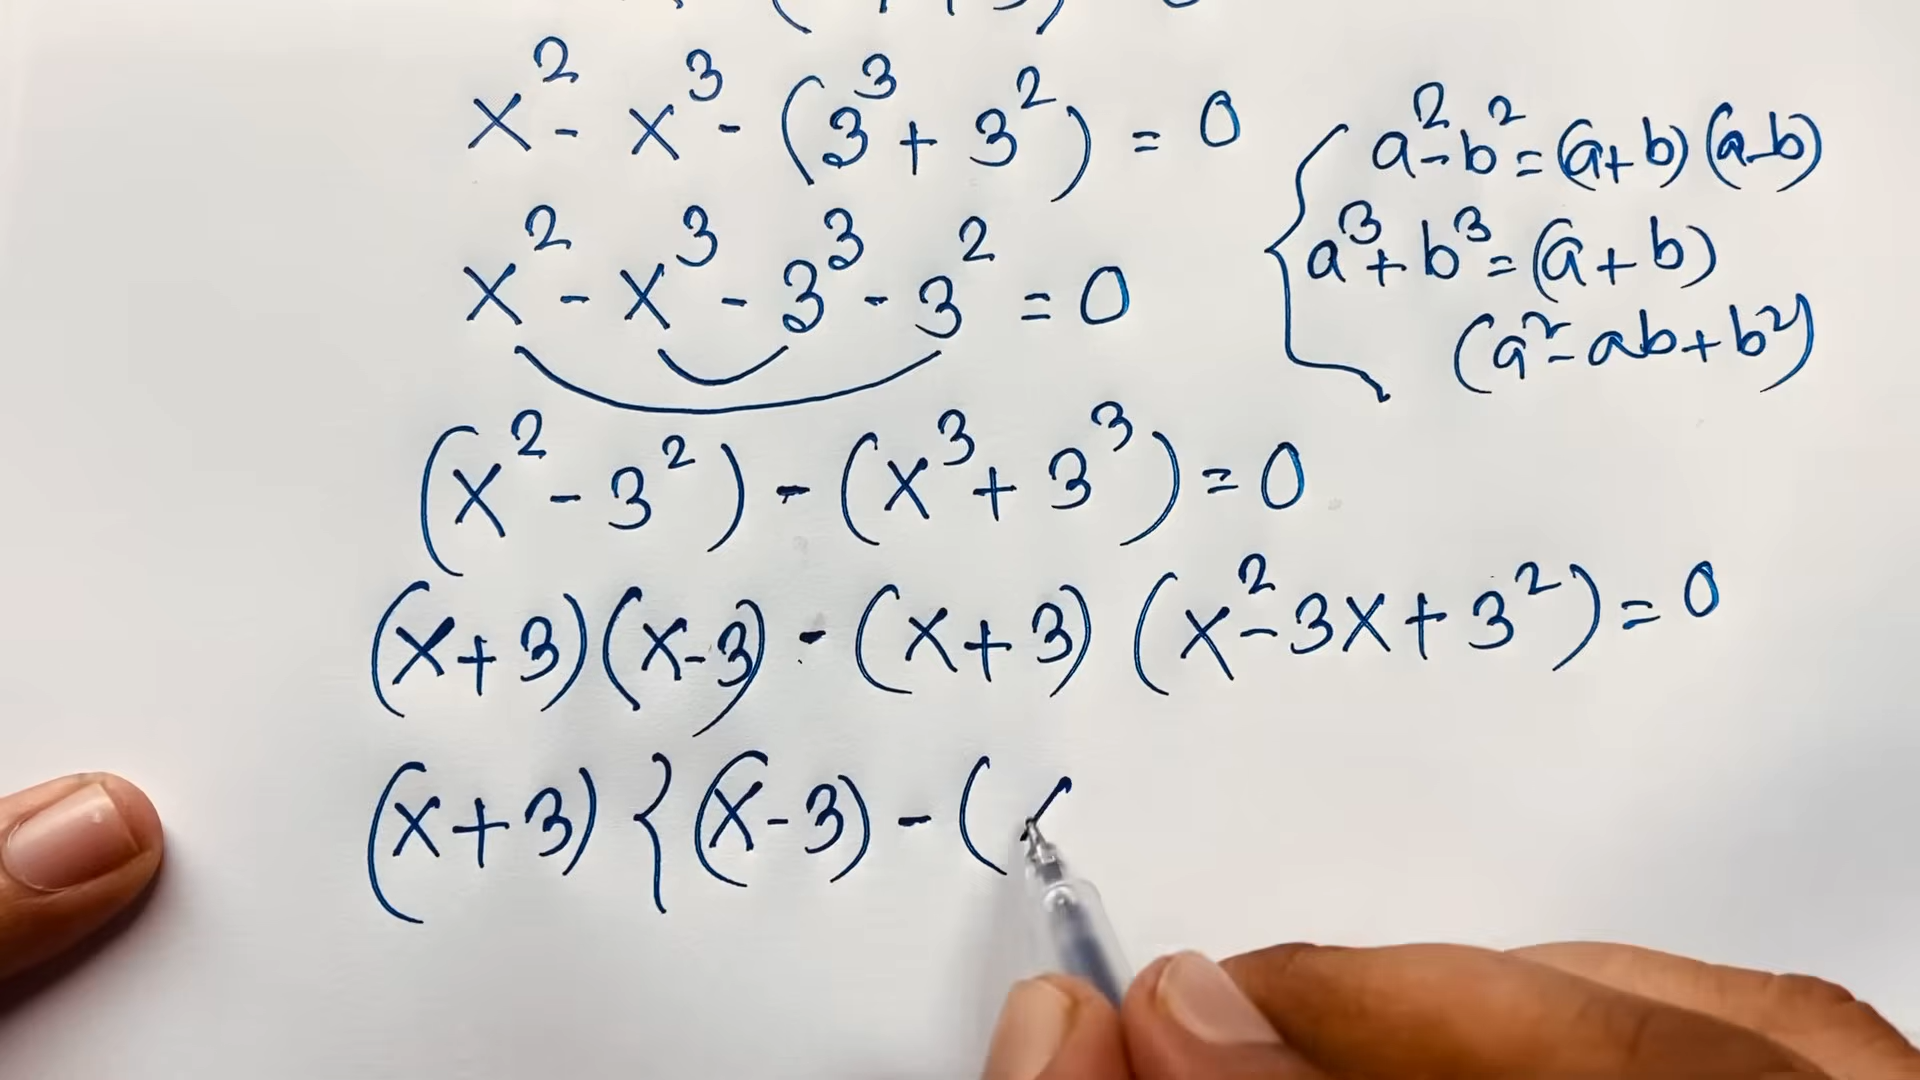 x² - x³ - (3³ + 3²) = 0
x² - x³ - 3³ - 3² = 0
(x² - 3²) - (x³ + 3³) = 0
(x + 3)(x - 3) - (x + 3)(x² - 3x + 3²) = 0
(x + 3) { (x - 3) - (
a² - b² = (a + b)(a - b)
a³ + b³ = (a + b)
(a² - ab + b²)